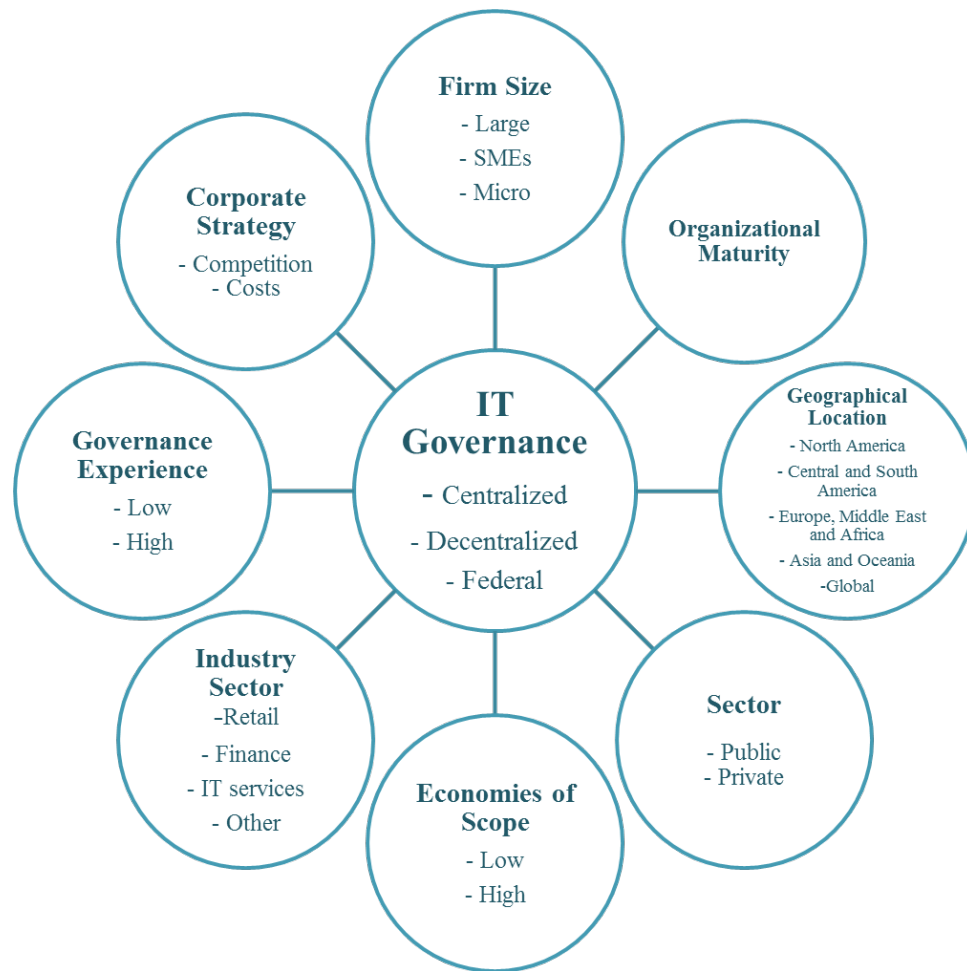 Firm Size
- Large
- SMEs
- Micro
Organizational
Maturity
Geographical
Location
- North America
- Central and South
America
- Europe, Middle East
and Africa
- Asia and Oceania
-Global
Sector
- Public
- Private
Economies of
Scope
- Low
- High
Industry
Sector
-Retail
- Finance
- IT services
- Other
Governance
Experience
- Low
- High
Corporate
Strategy
- Competition
- Costs
IT
Governance
- Centralized
- Decentralized
- Federal